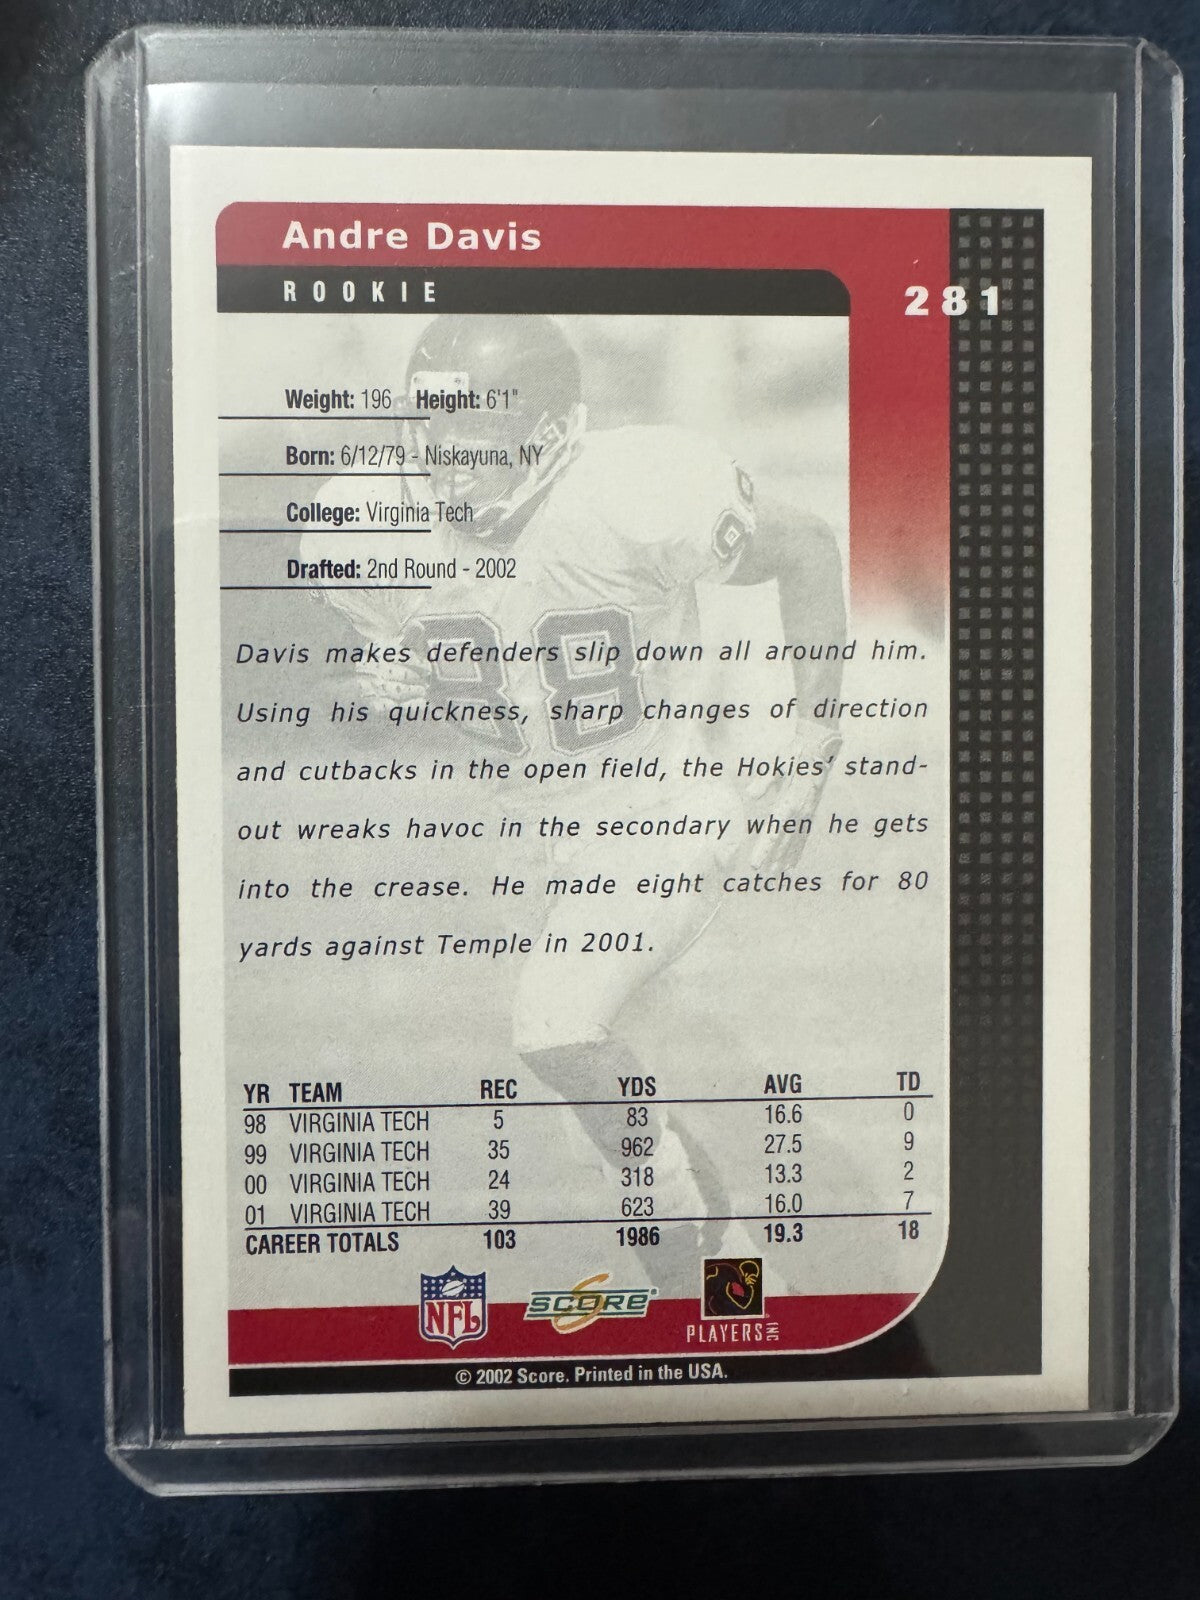 Andre Davis
ROOKIE
281
Weight: 196 Height: 6'1"
Born: 6/12/79 - Niskayuna, NY
College: Virginia Tech
Drafted: 2nd Round - 2002
88
Davis makes defenders slip down all around him.
Using his quickness, sharp changes of direction
and cutbacks in the open field, the Hokies' stand-
out wreaks havoc in the secondary when he gets
into the crease. He made eight catches for 80
yards against Temple in 2001.
YR TEAM REC YDS AVG TD
98 VIRGINIA TECH 5 83 16.6 0
99 VIRGINIA TECH 35 962 27.5 9
00 VIRGINIA TECH 24 318 13.3 2
01 VIRGINIA TECH 39 623 16.0 7
CAREER TOTALS 103 1986 19.3 18
NFL SCORE PLAYERS INC
© 2002 Score. Printed in the USA.